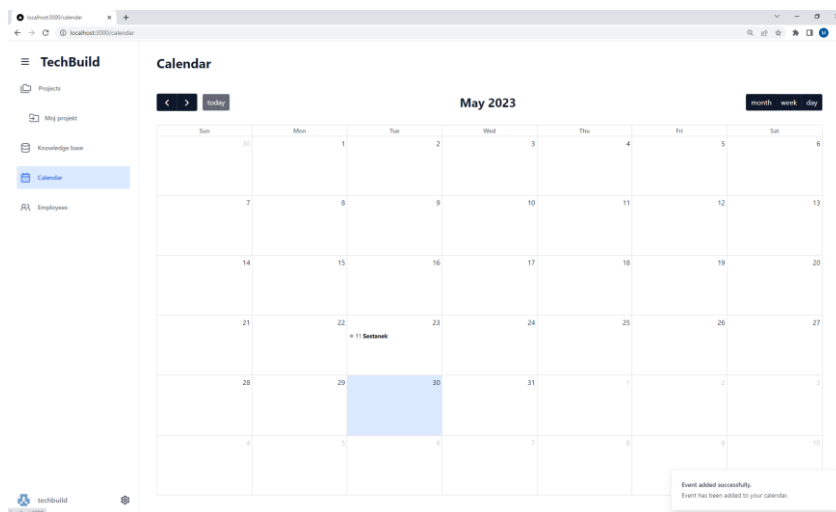 localhost:3000/calendar
localhost:3000/calendar
M
TechBuild
Projects
Moj projekt
Knowledge base
Calendar
Employees
Calendar
today
May 2023
month week day
Sun Mon Tue Wed Thu Fri Sat
30 1 2 3 4 5 6
7 8 9 10 11 12 13
14 15 16 17 18 19 20
21 22 23 24 25 26 27
11 Sestanek
28 29 30 31 1 2 3
4 5 6 7 8 9 10
Event added successfully.
Event has been added to your calendar.
techbuild